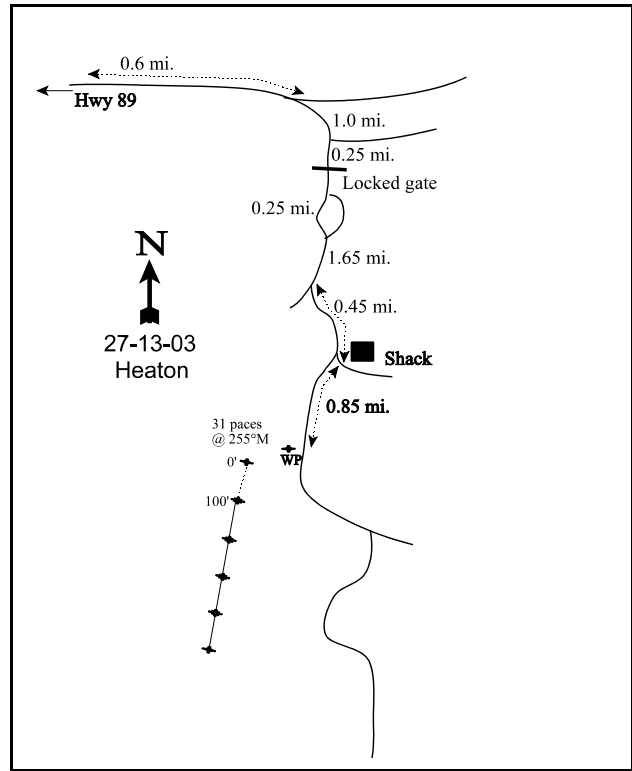 0.6 mi.
Hwy 89
1.0 mi.
0.25 mi.
Locked gate
0.25 mi.
N
1.65 mi.
0.45 mi.
27-13-03
Heaton
Shack
0.85 mi.
31 paces
@ 255°M
WP
0'
100'